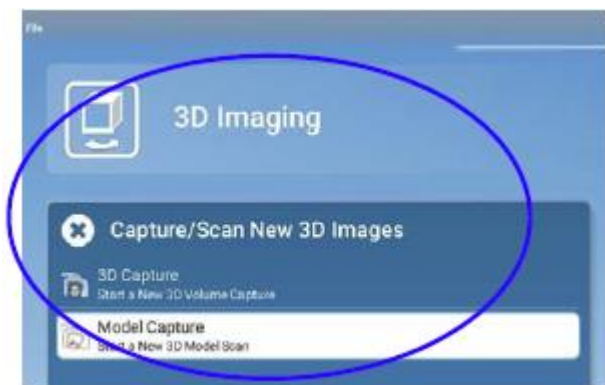 File
3D Imaging
Capture/Scan New 3D Images
3D Capture
Start a New 3D Volume Capture
Model Capture
Start a New 3D Model Scan